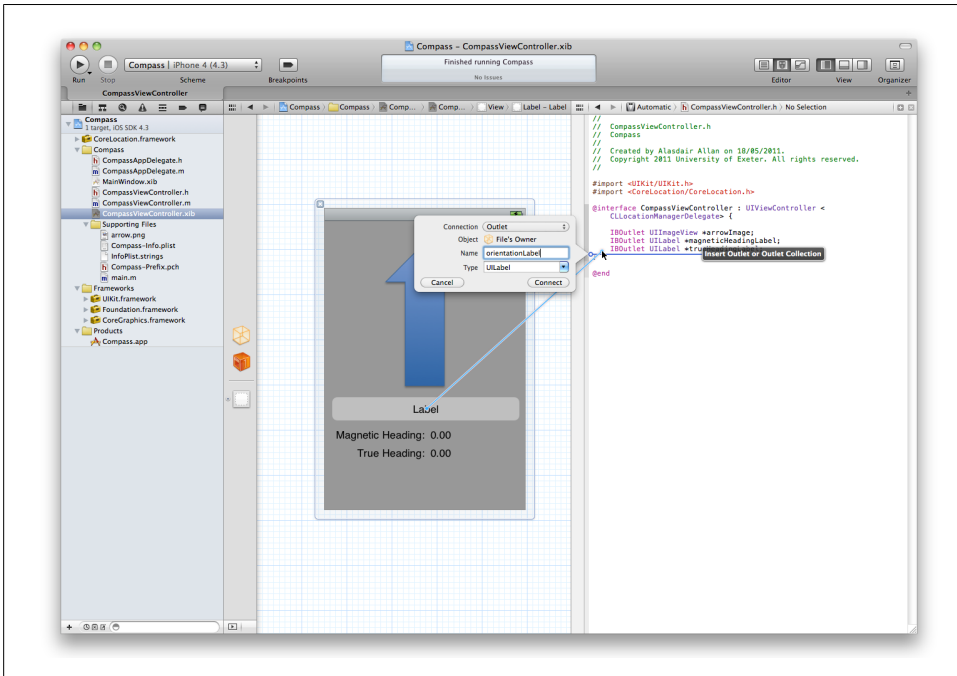 Compass – CompassViewController.xib
Run
Stop
Compass | iPhone 4 (4.3)
Scheme
Breakpoints
Finished running Compass
No Issues
Editor
View
Organizer
CompassViewController
Compass
Compass
Comp...
Comp...
View
Label – Label
Automatic
CompassViewController.h
No Selection
Compass
1 target, iOS SDK 4.3
CoreLocation.framework
Compass
CompassAppDelegate.h
CompassAppDelegate.m
MainWindow.xib
CompassViewController.h
CompassViewController.m
CompassViewController.xib
Supporting Files
arrow.png
Compass-Info.plist
InfoPlist.strings
Compass-Prefix.pch
main.m
Frameworks
UIKit.framework
Foundation.framework
CoreGraphics.framework
Products
Compass.app
Connection Outlet
Object File's Owner
Name orientationLabel
Type UILabel
Cancel
Connect
Label
Magnetic Heading: 0.00
True Heading: 0.00
//
// CompassViewController.h
// Compass
//
// Created by Alasdair Allan on 18/05/2011.
// Copyright 2011 University of Exeter. All rights reserved.
//
#import <UIKit/UIKit.h>
#import <CoreLocation/CoreLocation.h>
@interface CompassViewController : UIViewController <
CLLocationManagerDelegate> {
IBOutlet UIImageView *arrowImage;
IBOutlet UILabel *magneticHeadingLabel;
IBOutlet UILabel
Insert Outlet or Outlet Collection
@end